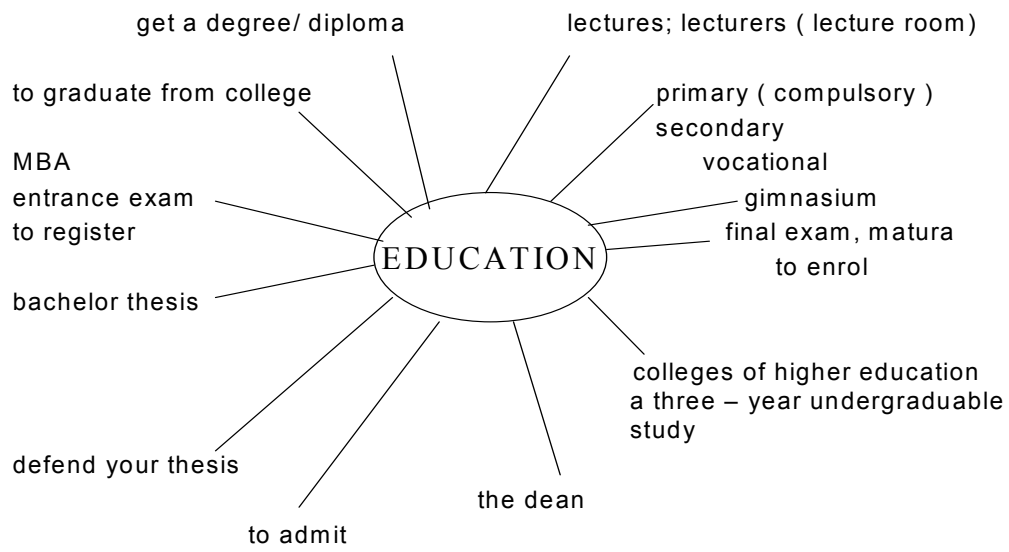 get a degree/ diploma
lectures; lecturers ( lecture room)
to graduate from college
primary ( compulsory )
secondary
MBA
vocational
entrance exam
gimnasium
to register
final exam, matura
EDUCATION
to enrol
bachelor thesis
colleges of higher education
a three – year undergraduable
study
defend your thesis
the dean
to admit